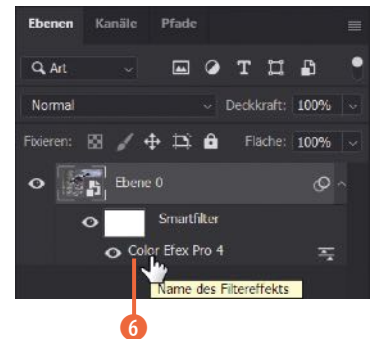 Ebenen Kanäle Pfade
Art
Normal Deckkraft: 100%
Fixieren: Fläche: 100%
Ebene 0
Smartfilter
Color Efex Pro 4
Name des Filtereffekts
6